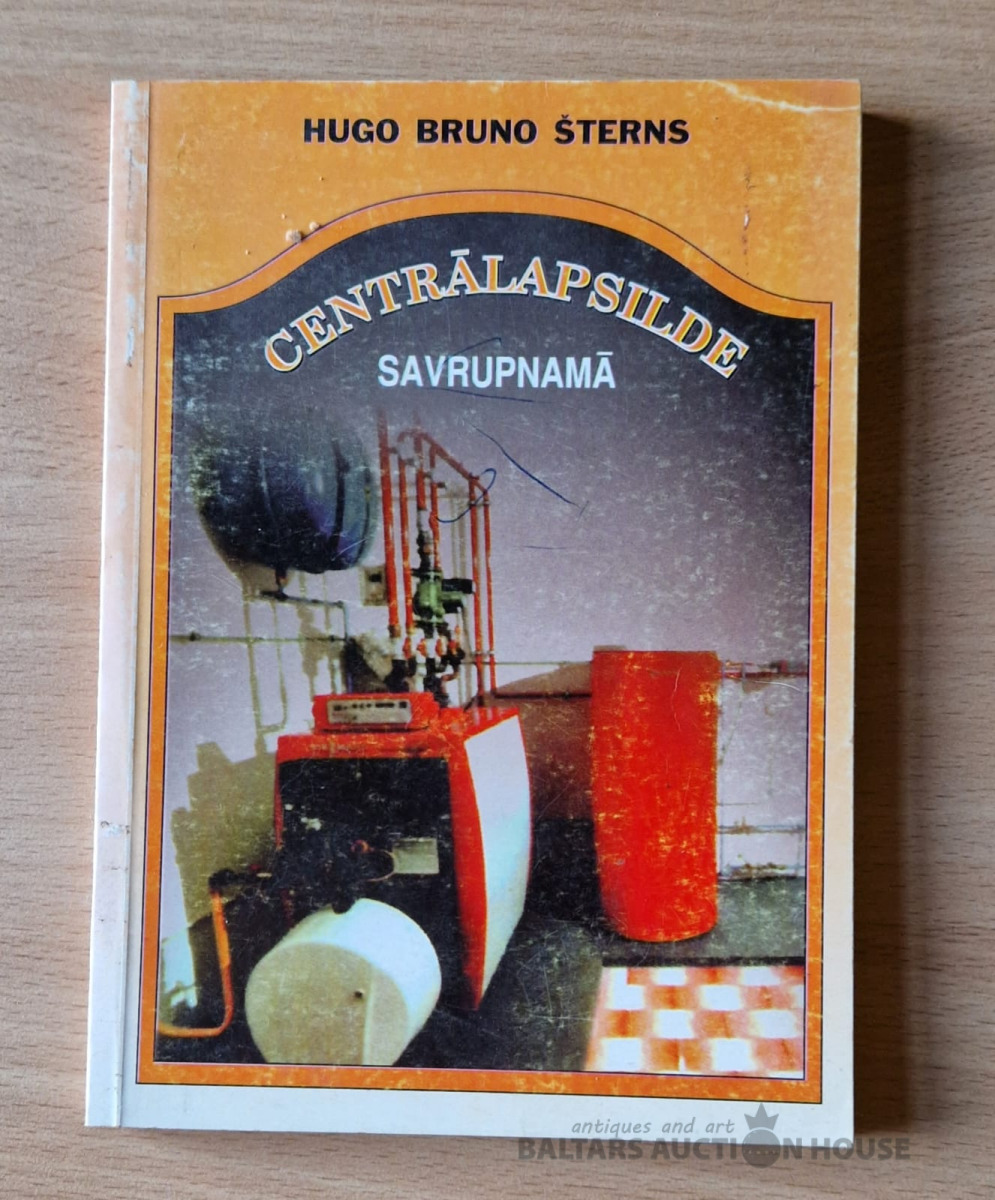 HUGO BRUNO ŠTERNS
CENTRĀLAPSILDE
SAVRUPNAMĀ
antiques and art
BALTARS AUCTION HOUSE